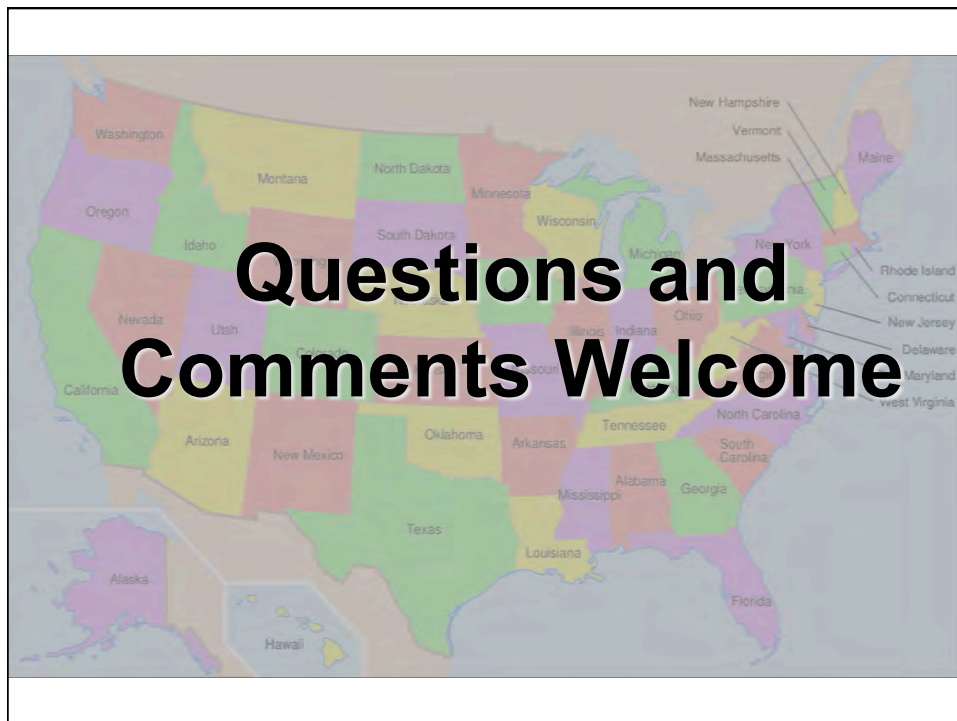 New Hampshire
Vermont
Massachusetts
Maine
Washington
North Dakota
Montana
Minnesota
Oregon
Wisconsin
South Dakota
Idaho
Michigan
New York
Questions and
Rhode Island
Connecticut
New Jersey
Nevada
Utah
Illinois
Indiana
Ohio
Delaware
Colorado
Comments Welcome
Maryland
California
West Virginia
North Carolina
Tennessee
Oklahoma
Arizona
Arkansas
South
Carolina
New Mexico
Alabama
Georgia
Mississippi
Texas
Louisiana
Alaska
Florida
Hawaii